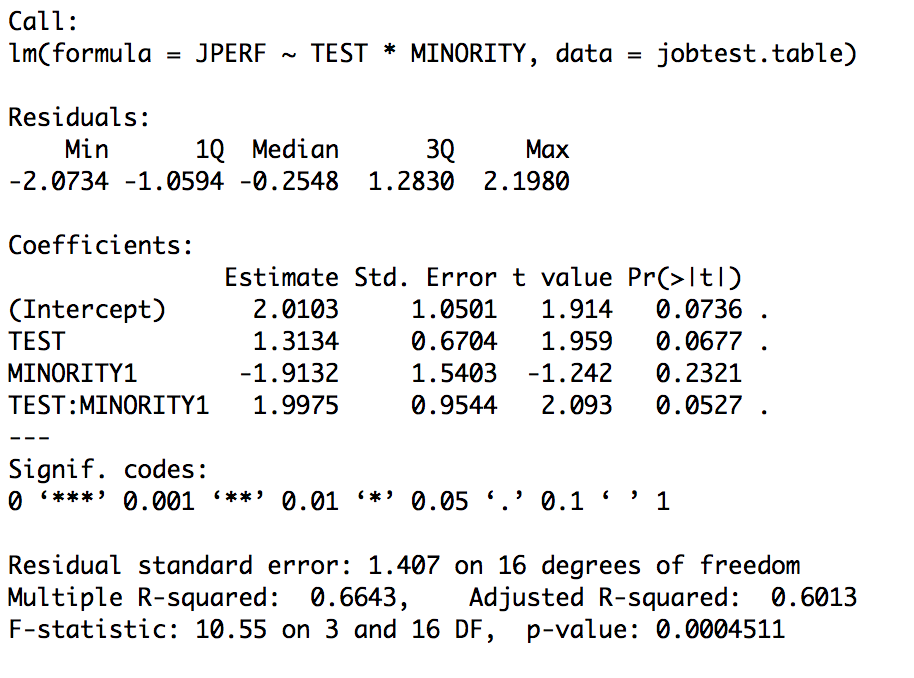 Call:
lm(formula = JPERF ~ TEST * MINORITY, data = jobtest.table)
Residuals:
    Min      1Q  Median      3Q     Max
-2.0734 -1.0594 -0.2548  1.2830  2.1980
Coefficients:
               Estimate Std. Error t value Pr(>|t|)
(Intercept)      2.0103     1.0501   1.914   0.0736 .
TEST             1.3134     0.6704   1.959   0.0677 .
MINORITY1       -1.9132     1.5403  -1.242   0.2321
TEST:MINORITY1   1.9975     0.9544   2.093   0.0527 .
---
Signif. codes:
0 ‘***’ 0.001 ‘**’ 0.01 ‘*’ 0.05 ‘.’ 0.1 ‘ ’ 1
Residual standard error: 1.407 on 16 degrees of freedom
Multiple R-squared:  0.6643,    Adjusted R-squared:  0.6013
F-statistic: 10.55 on 3 and 16 DF,  p-value: 0.0004511